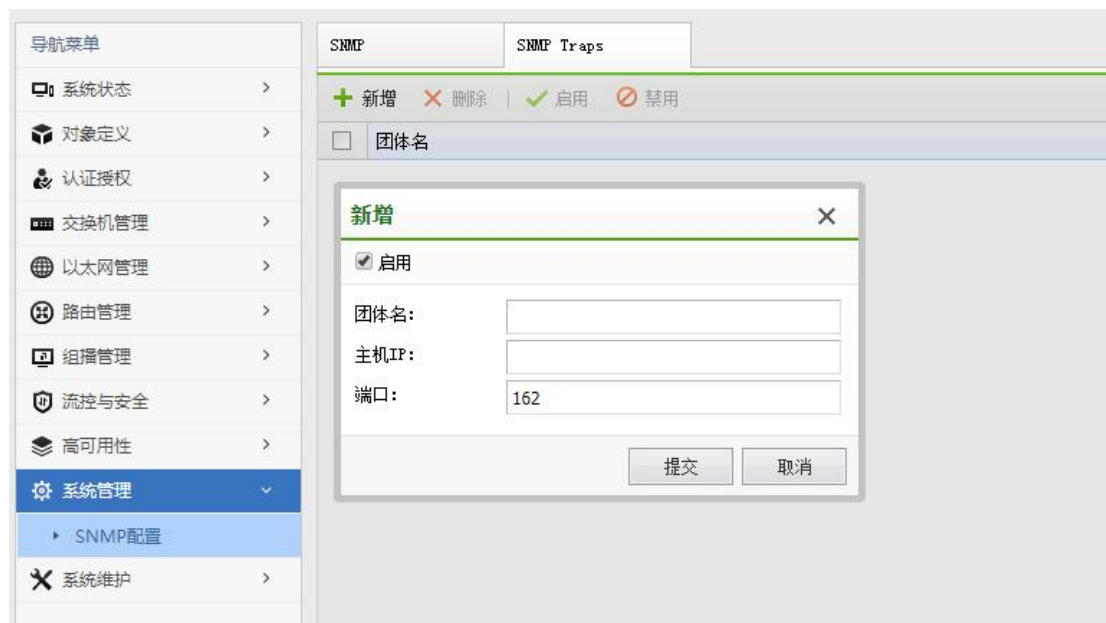 导航菜单
系统状态
对象定义
认证授权
交换机管理
以太网管理
路由管理
组播管理
流控与安全
高可用性
系统管理
SNMP配置
系统维护
SNMP
SNMP Traps
新增 删除 启用 禁用
团体名
新增
启用
团体名:
主机IP:
端口: 162
提交 取消